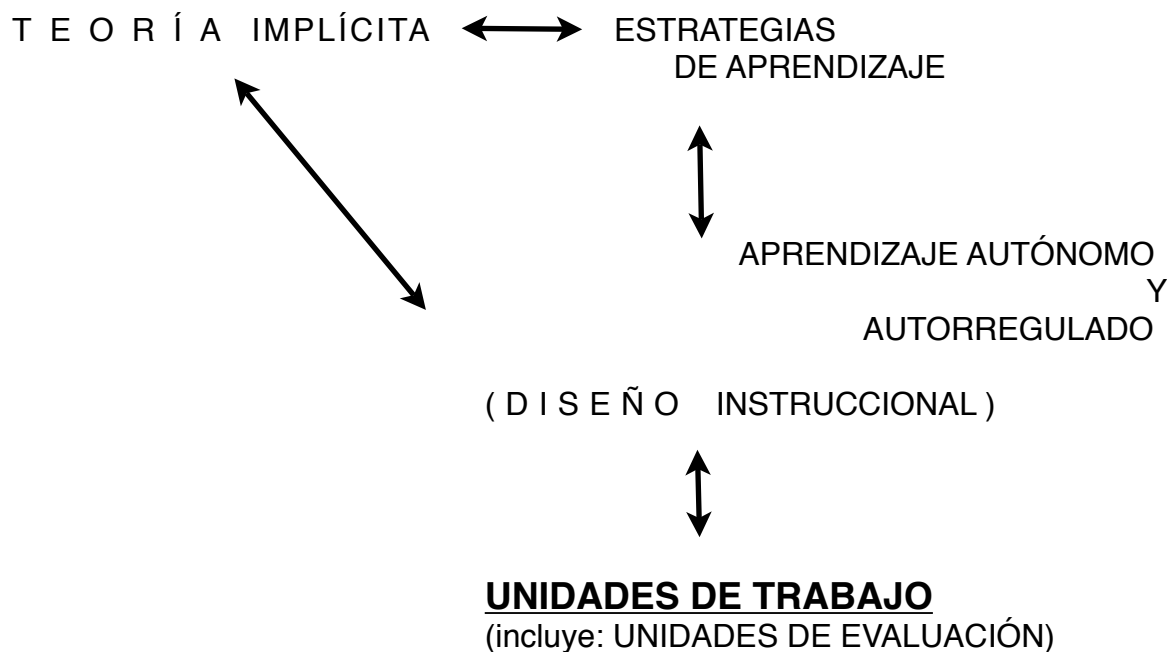 T E O R Í A IMPLÍCITA
ESTRATEGIAS
DE APRENDIZAJE
APRENDIZAJE AUTÓNOMO
Y
AUTORREGULADO
( D I S E Ñ O INSTRUCCIONAL )
UNIDADES DE TRABAJO
(incluye: UNIDADES DE EVALUACIÓN)